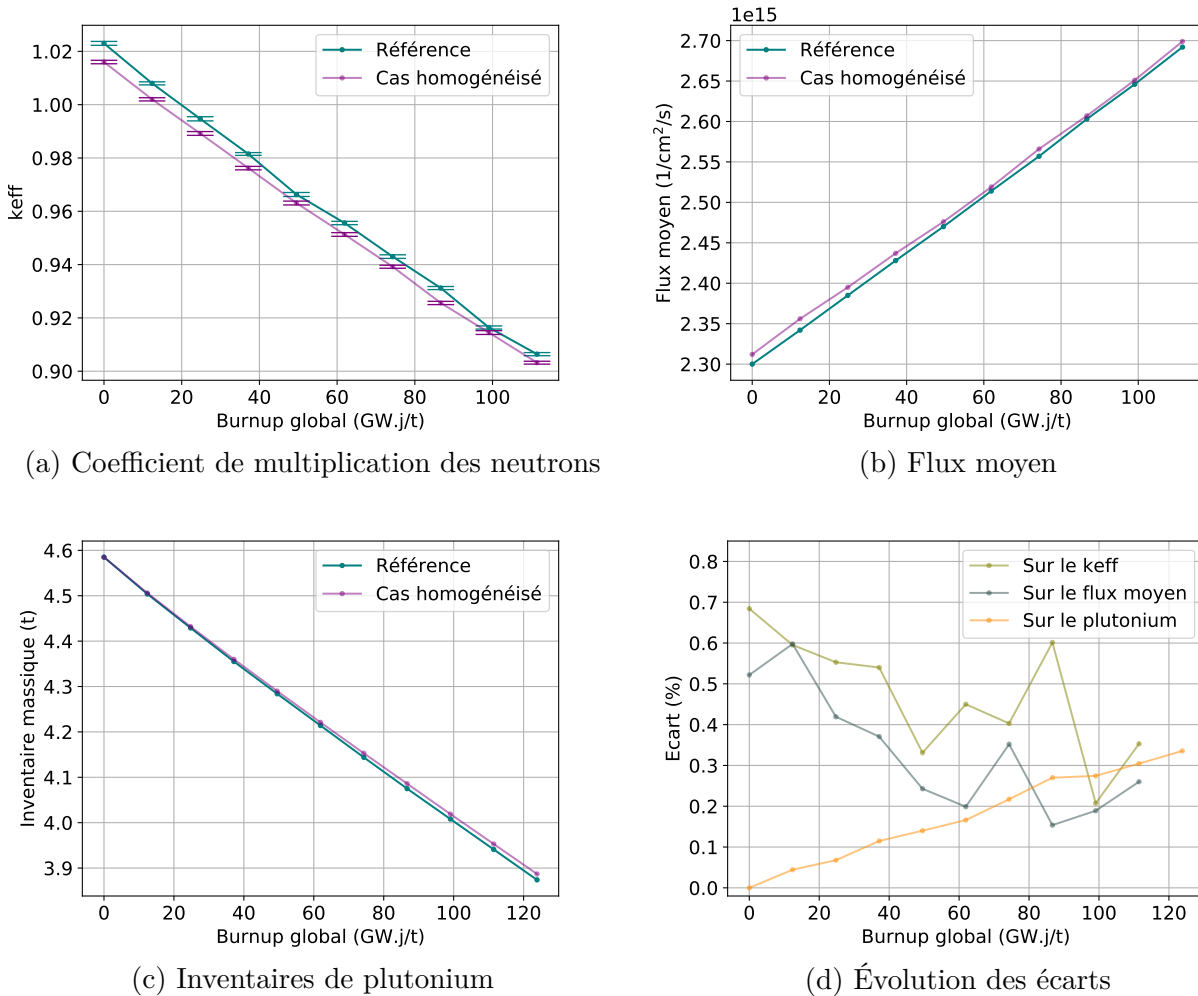 1.02
1.00
0.98
0.96
0.94
0.92
0.90
keff
Référence
Cas homogénéisé
0 20 40 60 80 100
Burnup global (GW.j/t)
(a) Coefficient de multiplication des neutrons
1e15
2.70
2.65
2.60
2.55
2.50
2.45
2.40
2.35
2.30
Flux moyen (1/cm²/s)
Référence
Cas homogénéisé
0 20 40 60 80 100
Burnup global (GW.j/t)
(b) Flux moyen
4.6
4.5
4.4
4.3
4.2
4.1
4.0
3.9
Inventaire massique (t)
Référence
Cas homogénéisé
0 20 40 60 80 100 120
Burnup global (GW.j/t)
(c) Inventaires de plutonium
0.8
0.7
0.6
0.5
0.4
0.3
0.2
0.1
0.0
Ecart (%)
Sur le keff
Sur le flux moyen
Sur le plutonium
0 20 40 60 80 100 120
Burnup global (GW.j/t)
(d) Évolution des écarts